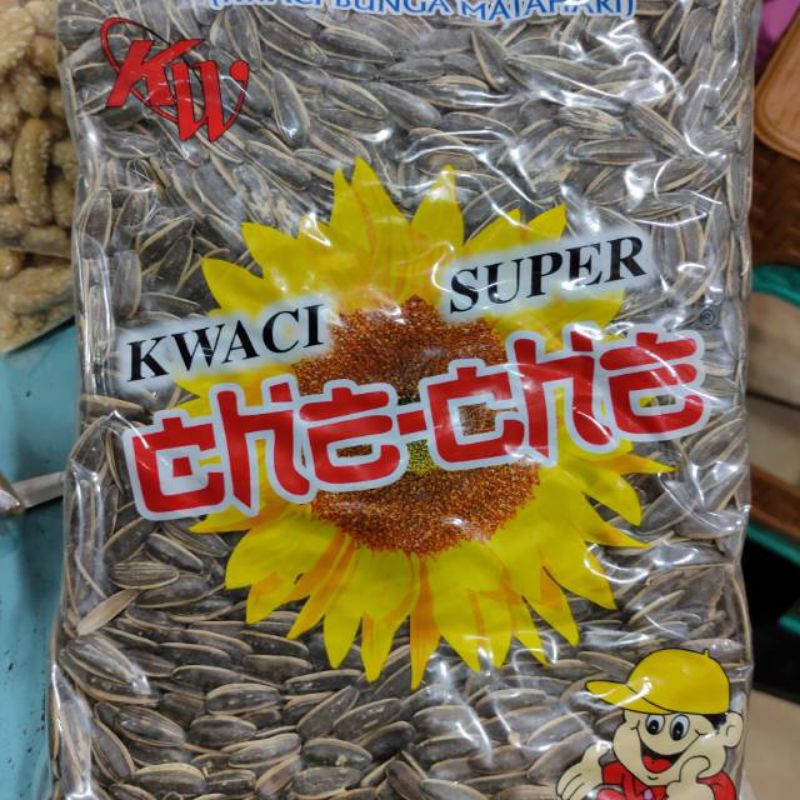 (KWACI BUNGA MATAHARI)
KW
KWACI SUPER
che-che
®